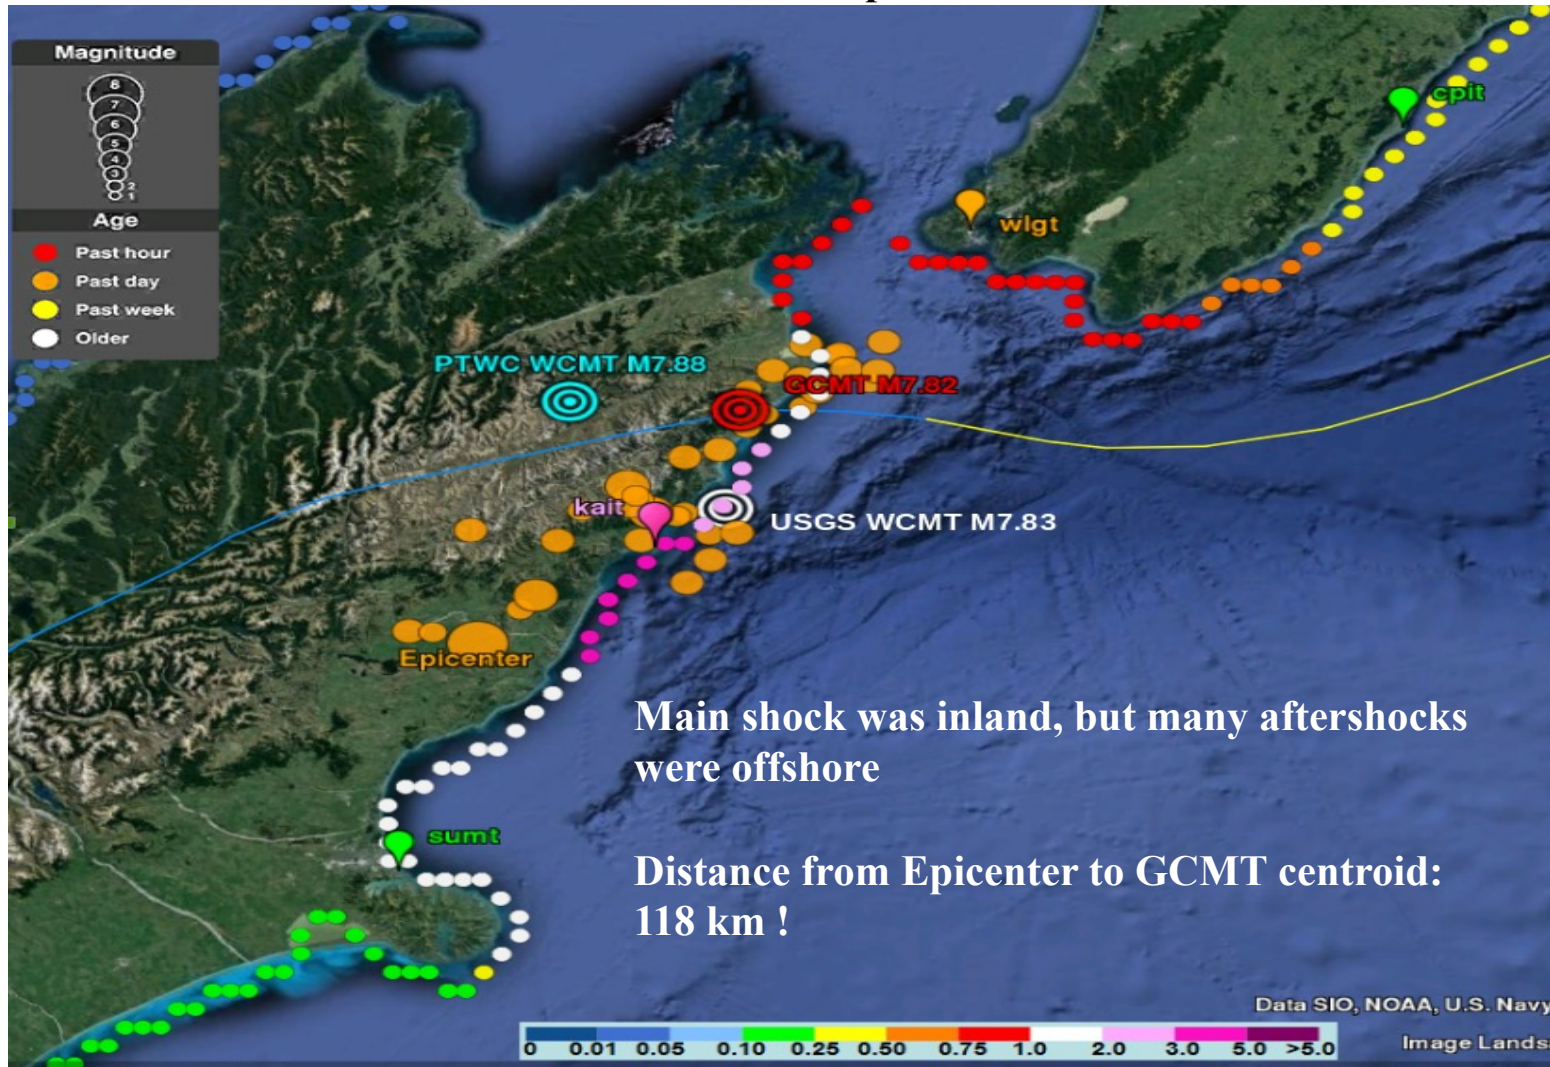 Magnitude
8
7
6
5
4
3
2
1
Age
Past hour
Past day
Past week
Older
cpit
wlgt
PTWC WCMT M7.88
GCMT M7.82
kait
USGS WCMT M7.83
Epicenter
Main shock was inland, but many aftershocks
were offshore
sumt
Distance from Epicenter to GCMT centroid:
118 km !
Data SIO, NOAA, U.S. Navy
0 0.01 0.05 0.10 0.25 0.50 0.75 1.0 2.0 3.0 5.0 >5.0
Image Lands